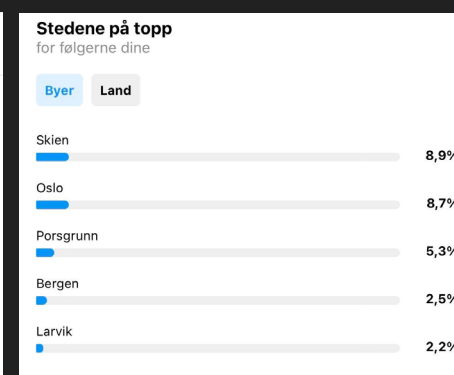 Stedene på topp
for følgerne dine
Byer Land
Skien
8,9%
Oslo
8,7%
Porsgrunn
5,3%
Bergen
2,5%
Larvik
2,2%